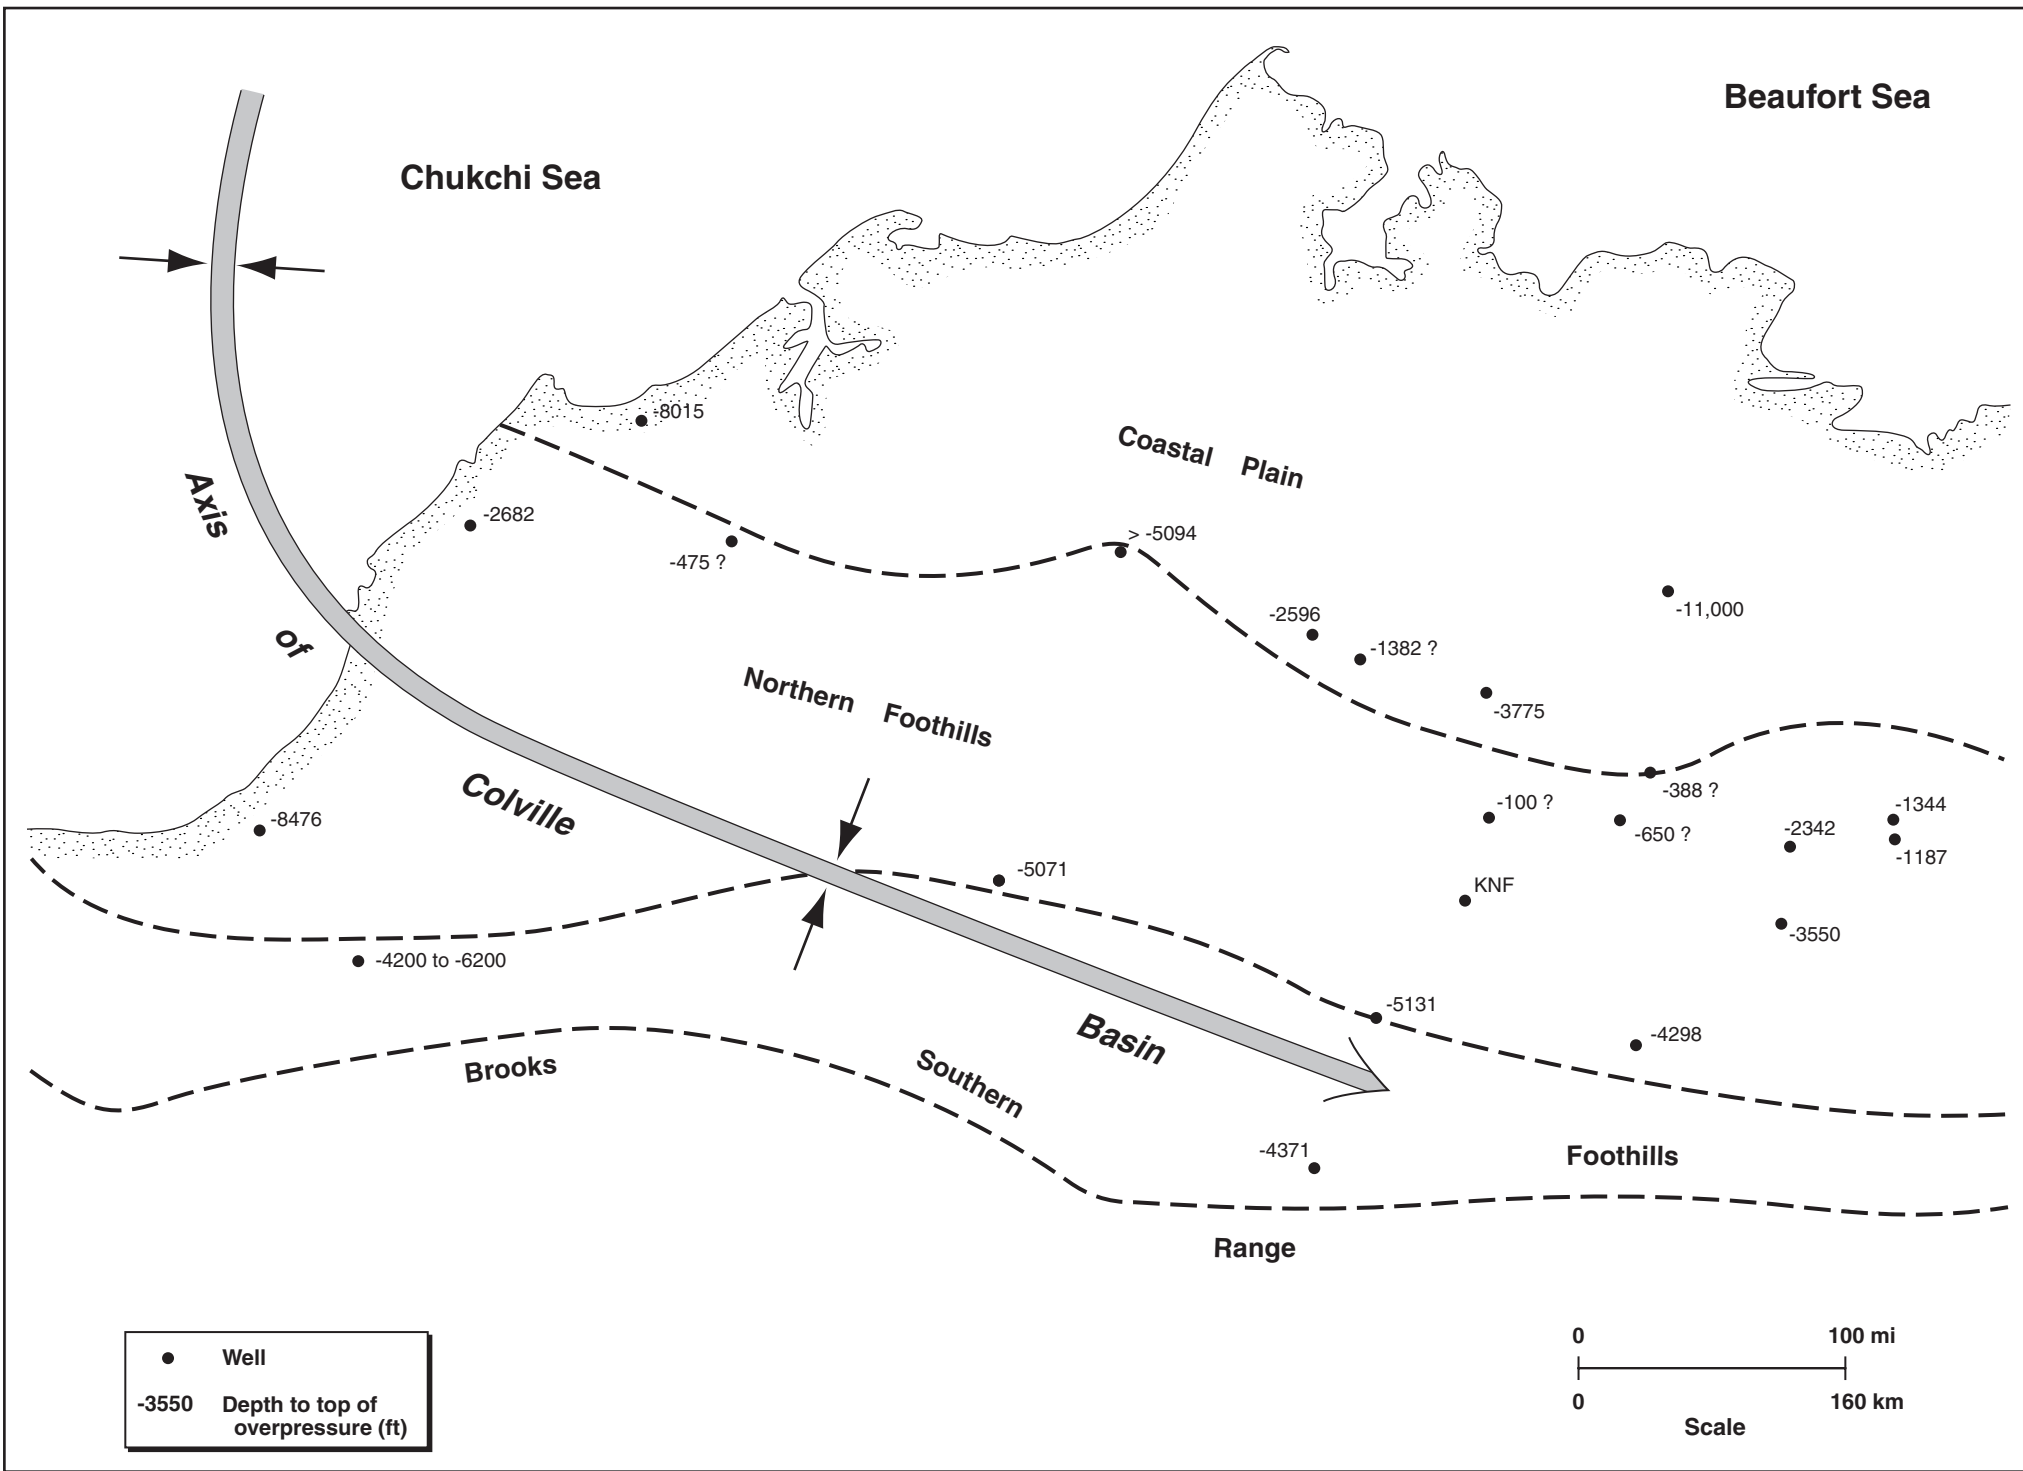 Beaufort Sea
Chukchi Sea
-8015
Coastal Plain
Axis
-2682
> -5094
-475 ?
-11,000
-2596
of
-1382 ?
Northern Foothills
-3775
-388 ?
Colville
-100 ?
-1344
-8476
-650 ?
-2342
-1187
-5071
KNF
-3550
-4200 to -6200
-5131
Basin
-4298
Brooks
Southern
-4371
Foothills
Range
Well
-3550 Depth to top of
overpressure (ft)
0 100 mi
0 160 km
Scale